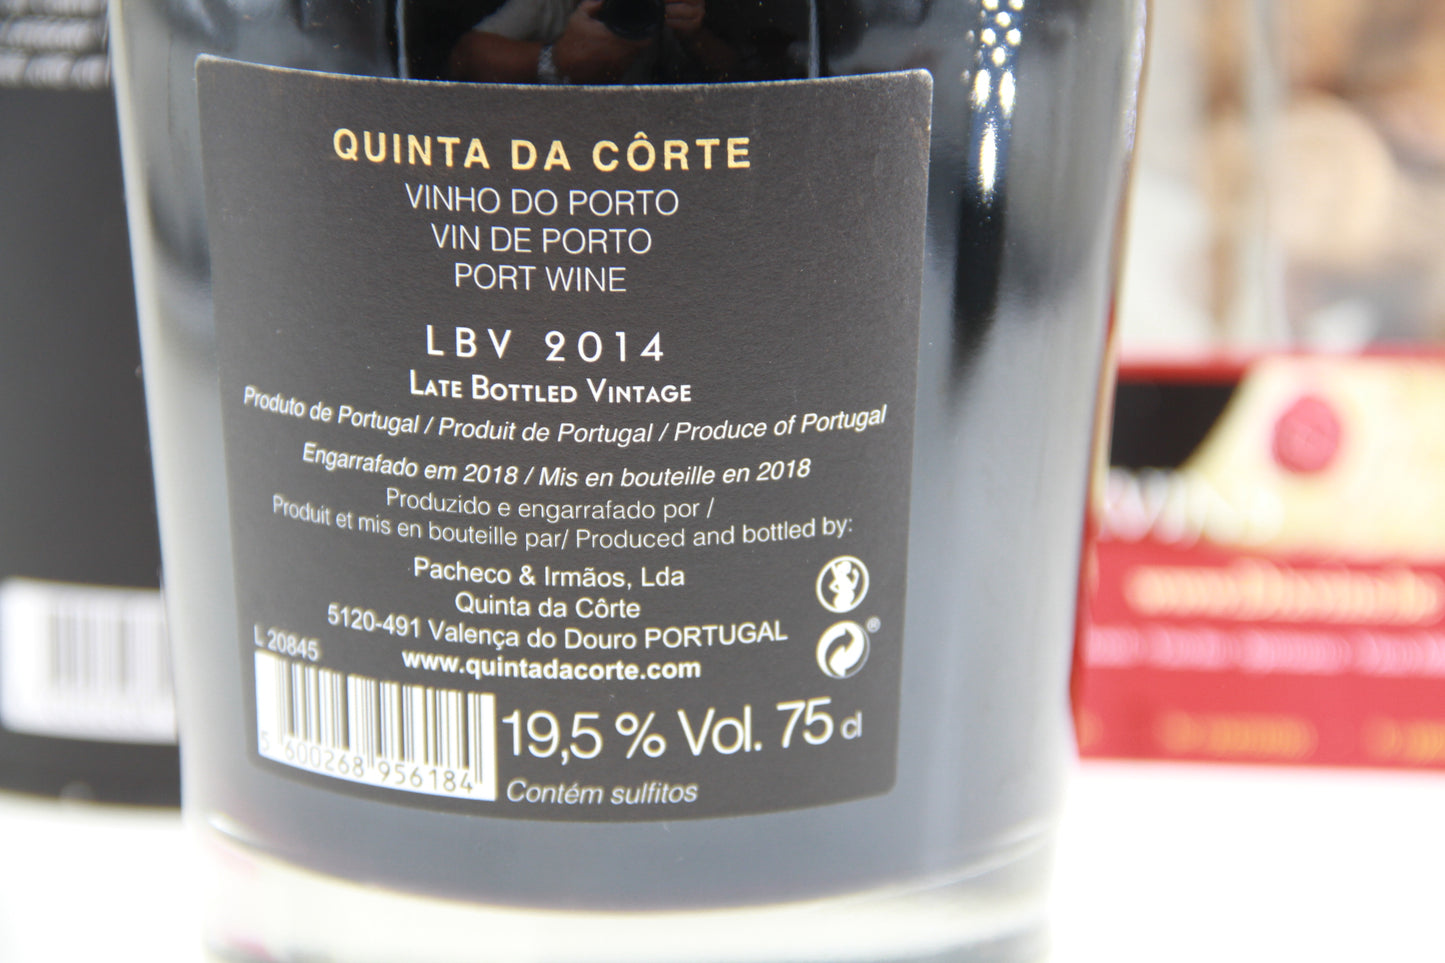 QUINTA DA CÔRTE
VINHO DO PORTO
VIN DE PORTO
PORT WINE
LBV 2014
LATE BOTTLED VINTAGE
Produto de Portugal / Produit de Portugal / Produce of Portugal
Engarrafado em 2018 / Mis en bouteille en 2018
Produzido e engarrafado por /
Produit et mis en bouteille par/ Produced and bottled by:
Pacheco & Irmãos, Lda
Quinta da Côrte
5120-491 Valença do Douro PORTUGAL
www.quintadacorte.com
L 20845
5 600268 956184
19,5 % Vol. 75 cl
Contém sulfitos
®